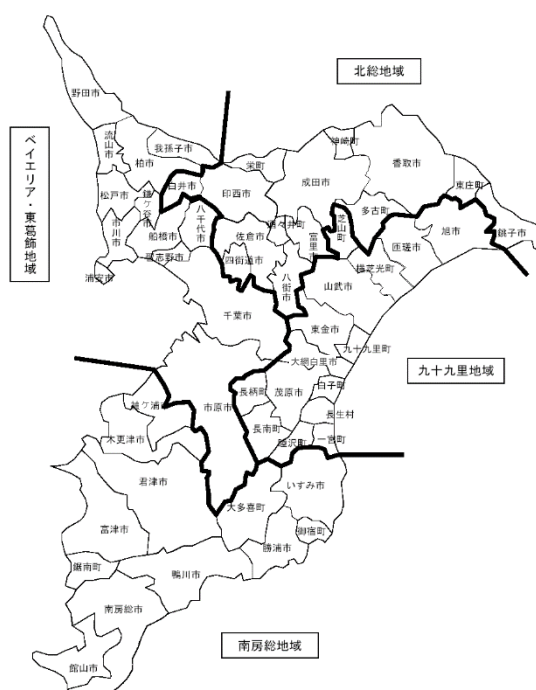 北総地域
野田市
ベイエリア・東葛飾地域
流山市
我孫子市
柏市
栄町
神崎町
成田市
香取市
白井市
印西市
松戸市
鎌ケ谷市
東庄町
多古町
芝山町
八千代市
市川市
船橋市
佐倉市
酒々井町
富里市
旭市
銚子市
匝瑳市
横芝光町
習志野市
四街道市
八街市
浦安市
山武市
千葉市
東金市
九十九里町
大網白里市
九十九里地域
白子町
袖ケ浦市
市原市
長柄町
茂原市
長生村
木更津市
長南町
睦沢町
一宮町
君津市
いすみ市
大多喜町
富津市
御宿町
勝浦市
鋸南町
鴨川市
南房総市
南房総地域
館山市